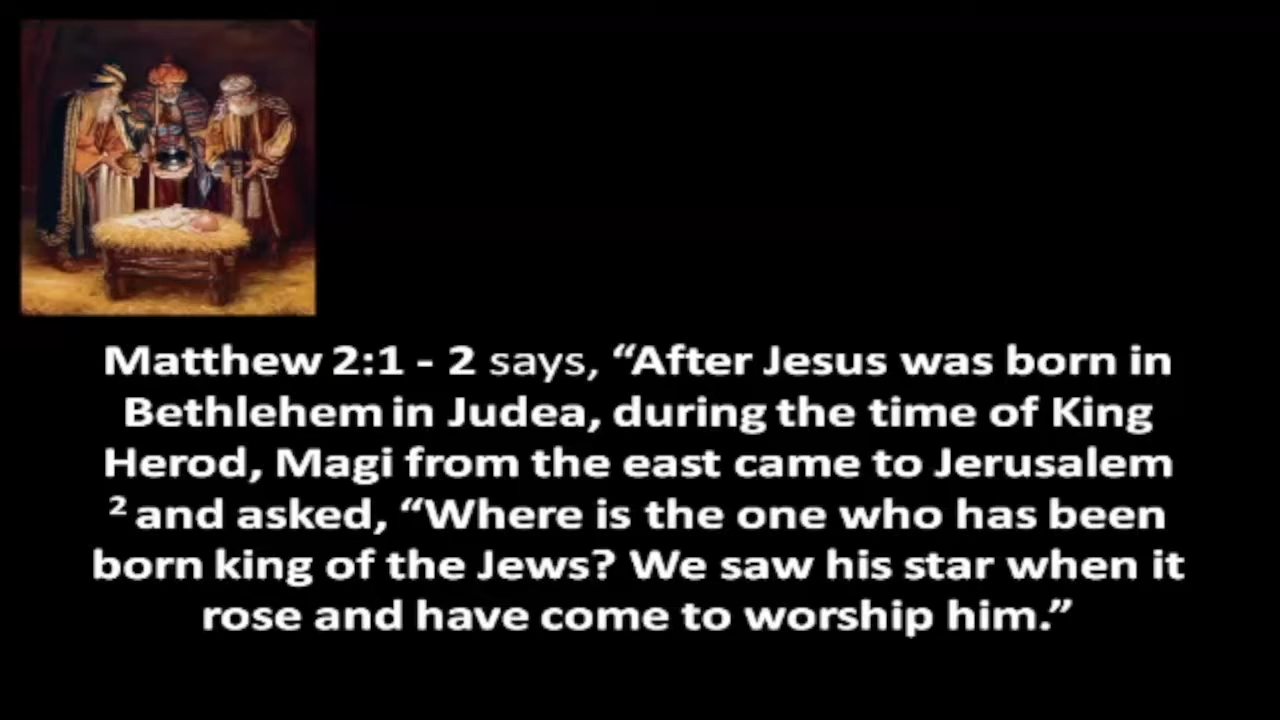 Matthew 2:1 - 2 says, “After Jesus was born in
Bethlehem in Judea, during the time of King
Herod, Magi from the east came to Jerusalem
² and asked, “Where is the one who has been
born king of the Jews? We saw his star when it
rose and have come to worship him.”